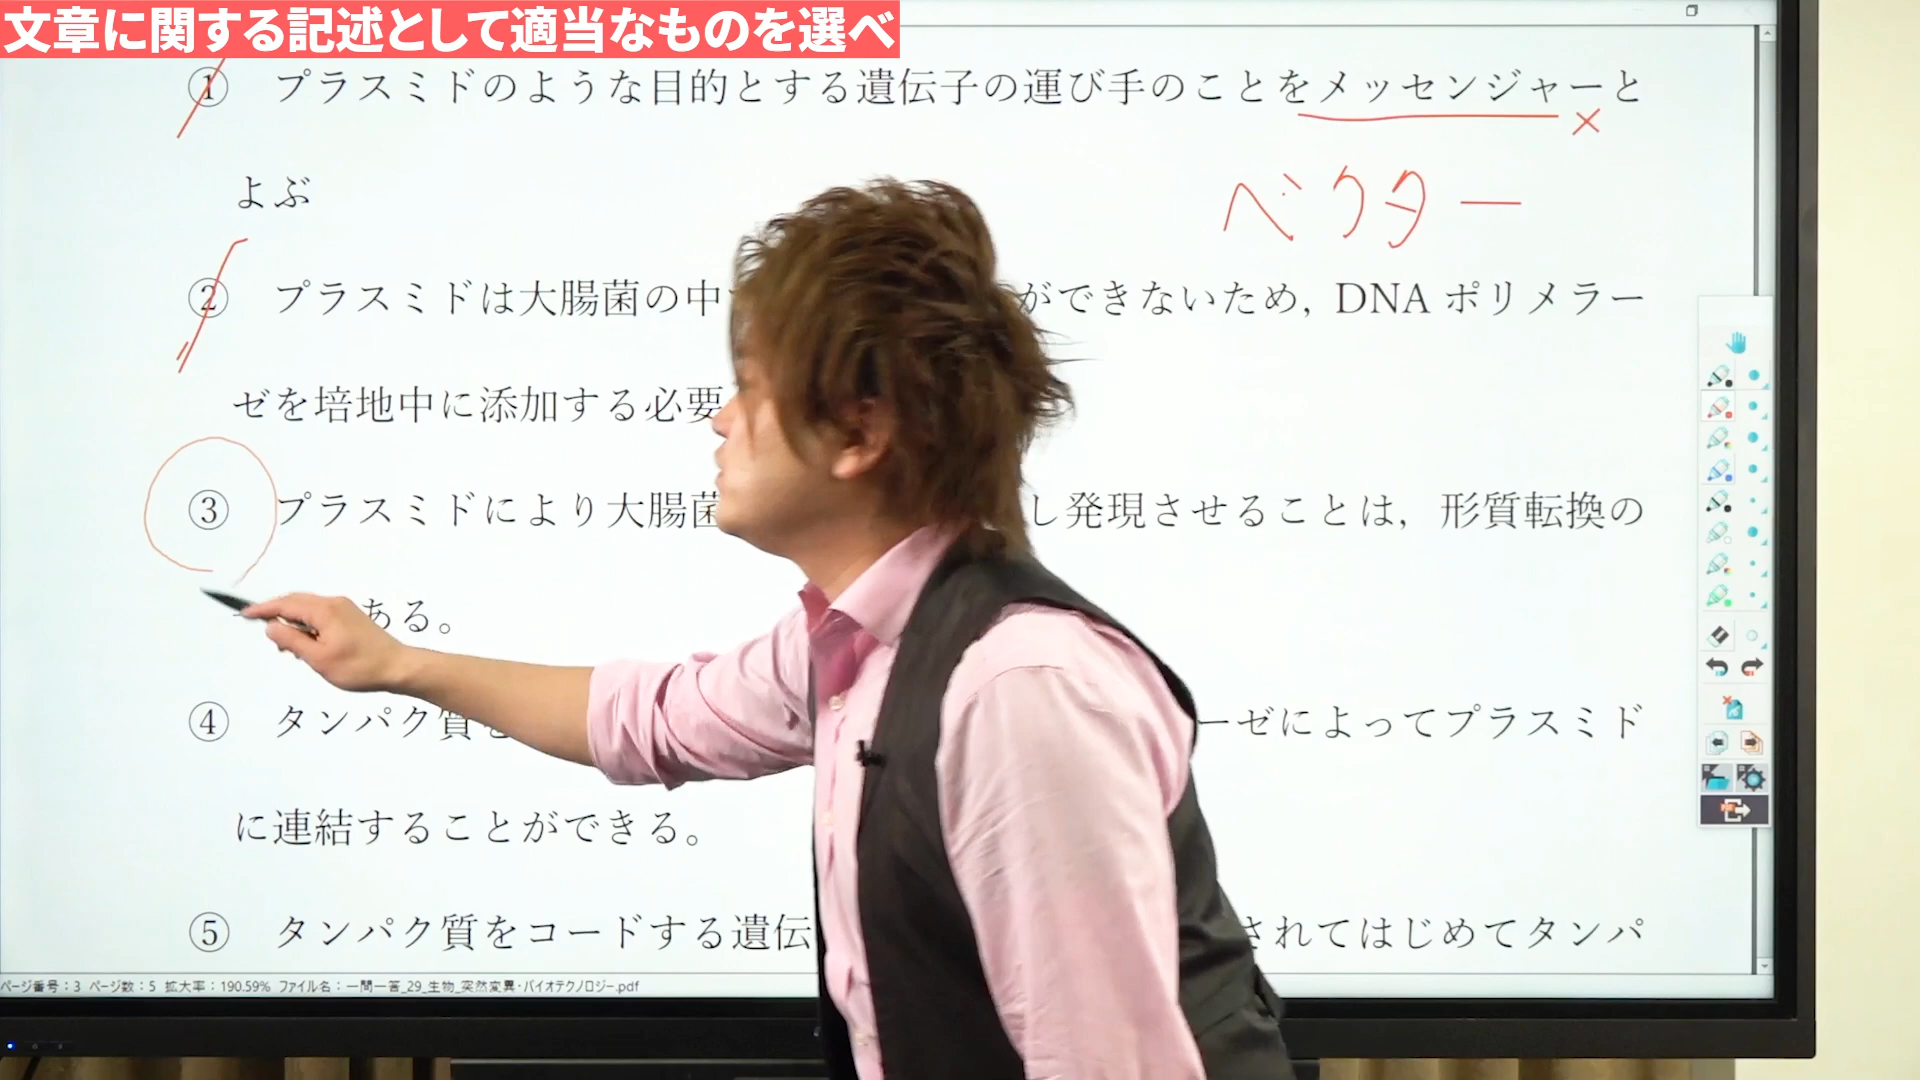 文章に関する記述として適当なものを選べ
① プラスミドのような目的とする遺伝子の運び手のことをメッセンジャーと
よぶ
ベクター
② プラスミドは大腸菌の中 ができないため, DNA ポリメラー
ゼを培地中に添加する必要
③ プラスミドにより大腸菌 し発現させることは, 形質転換の
ある。
④ タンパク質を ーゼによってプラスミド
に連結することができる。
⑤ タンパク質をコードする遺伝 されてはじめてタンパ
ページ番号:3 ページ数:5 拡大率:190.59% ファイル名:一問一答_29_生物_突然変異・バイオテクノロジー.pdf